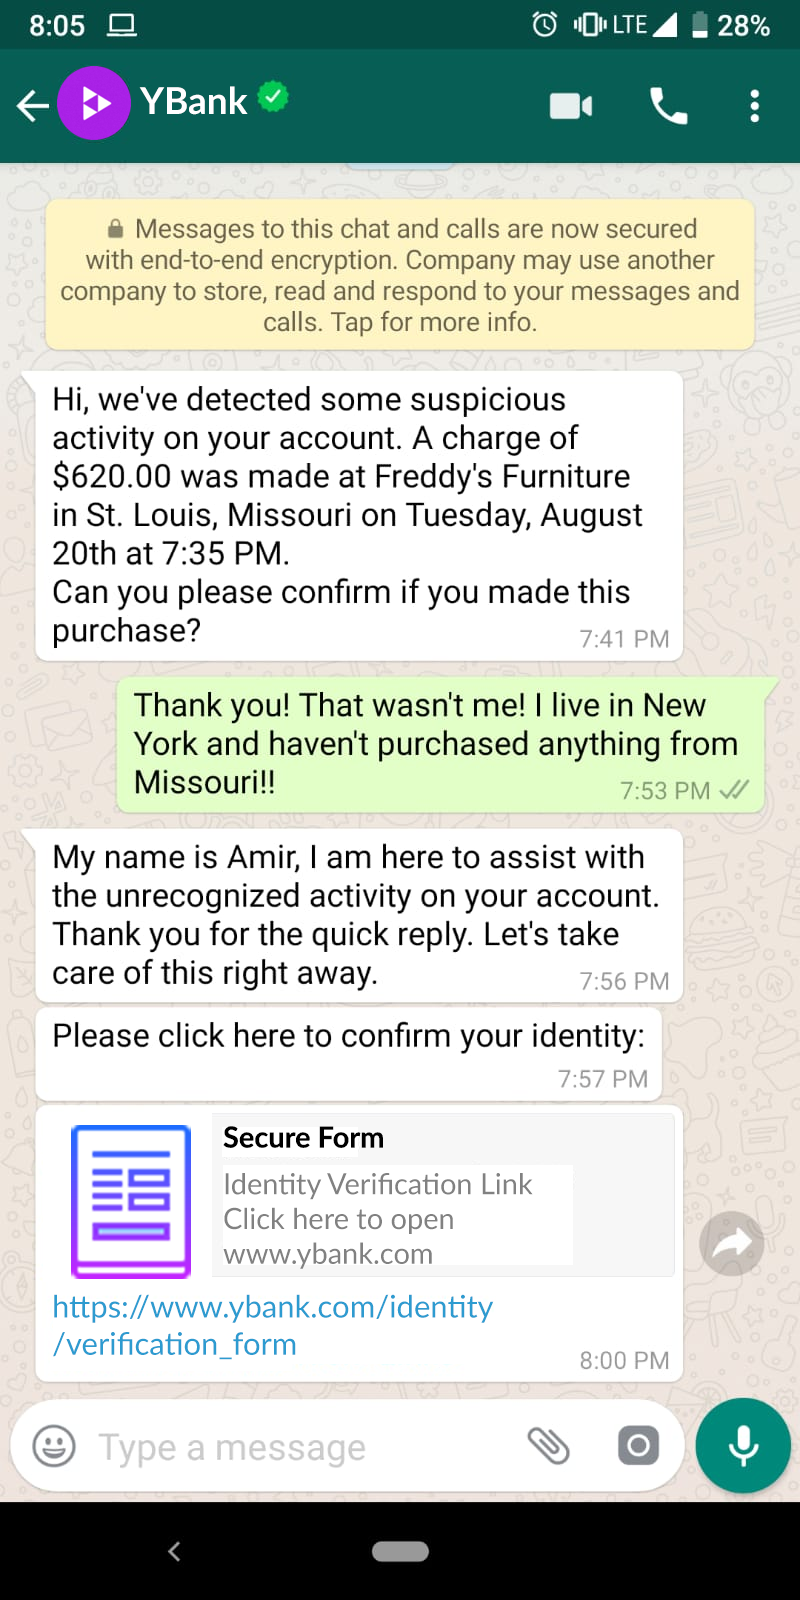 8:05 LTE 28%
YBank
Messages to this chat and calls are now secured
with end-to-end encryption. Company may use another
company to store, read and respond to your messages and
calls. Tap for more info.
Hi, we've detected some suspicious
activity on your account. A charge of
$620.00 was made at Freddy's Furniture
in St. Louis, Missouri on Tuesday, August
20th at 7:35 PM.
Can you please confirm if you made this
purchase?
7:41 PM
Thank you! That wasn't me! I live in New
York and haven't purchased anything from
Missouri!!
7:53 PM
My name is Amir, I am here to assist with
the unrecognized activity on your account.
Thank you for the quick reply. Let's take
care of this right away.
7:56 PM
Please click here to confirm your identity:
7:57 PM
Secure Form
Identity Verification Link
Click here to open
www.ybank.com
https://www.ybank.com/identity
/verification_form
8:00 PM
Type a message